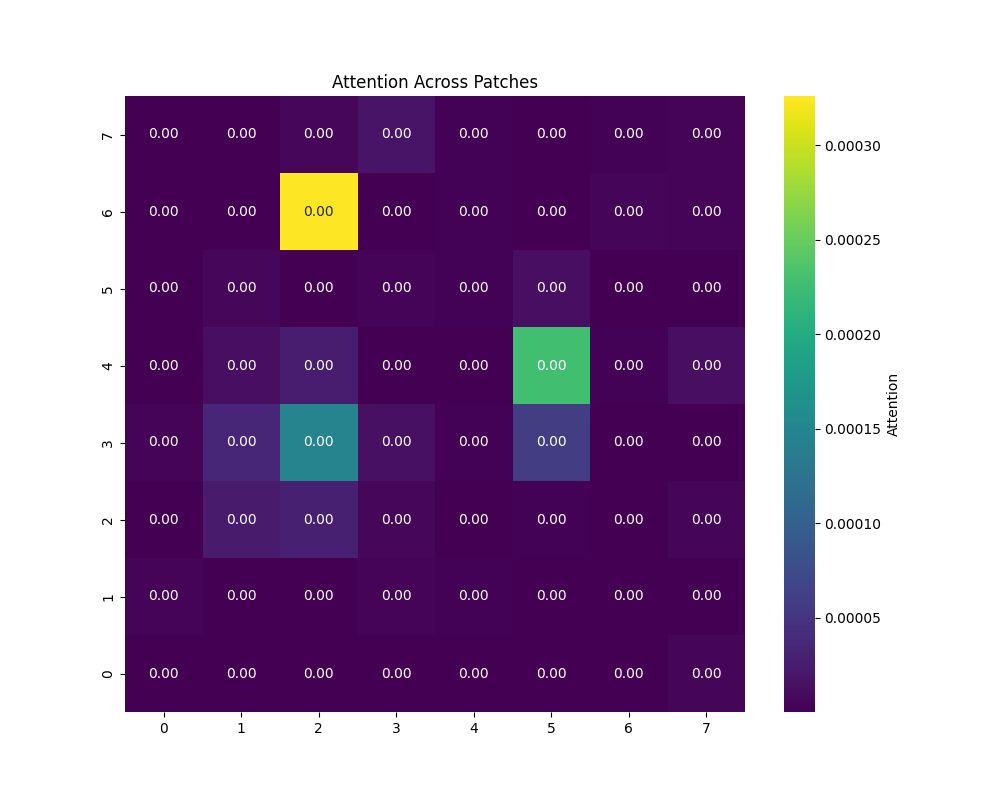 Attention Across Patches
7 0.00 0.00 0.00 0.00 0.00 0.00 0.00 0.00
6 0.00 0.00 0.00 0.00 0.00 0.00 0.00 0.00
5 0.00 0.00 0.00 0.00 0.00 0.00 0.00 0.00
4 0.00 0.00 0.00 0.00 0.00 0.00 0.00 0.00
3 0.00 0.00 0.00 0.00 0.00 0.00 0.00 0.00
2 0.00 0.00 0.00 0.00 0.00 0.00 0.00 0.00
1 0.00 0.00 0.00 0.00 0.00 0.00 0.00 0.00
0 0.00 0.00 0.00 0.00 0.00 0.00 0.00 0.00
0 1 2 3 4 5 6 7
0.00030
0.00025
0.00020
0.00015
0.00010
0.00005
Attention